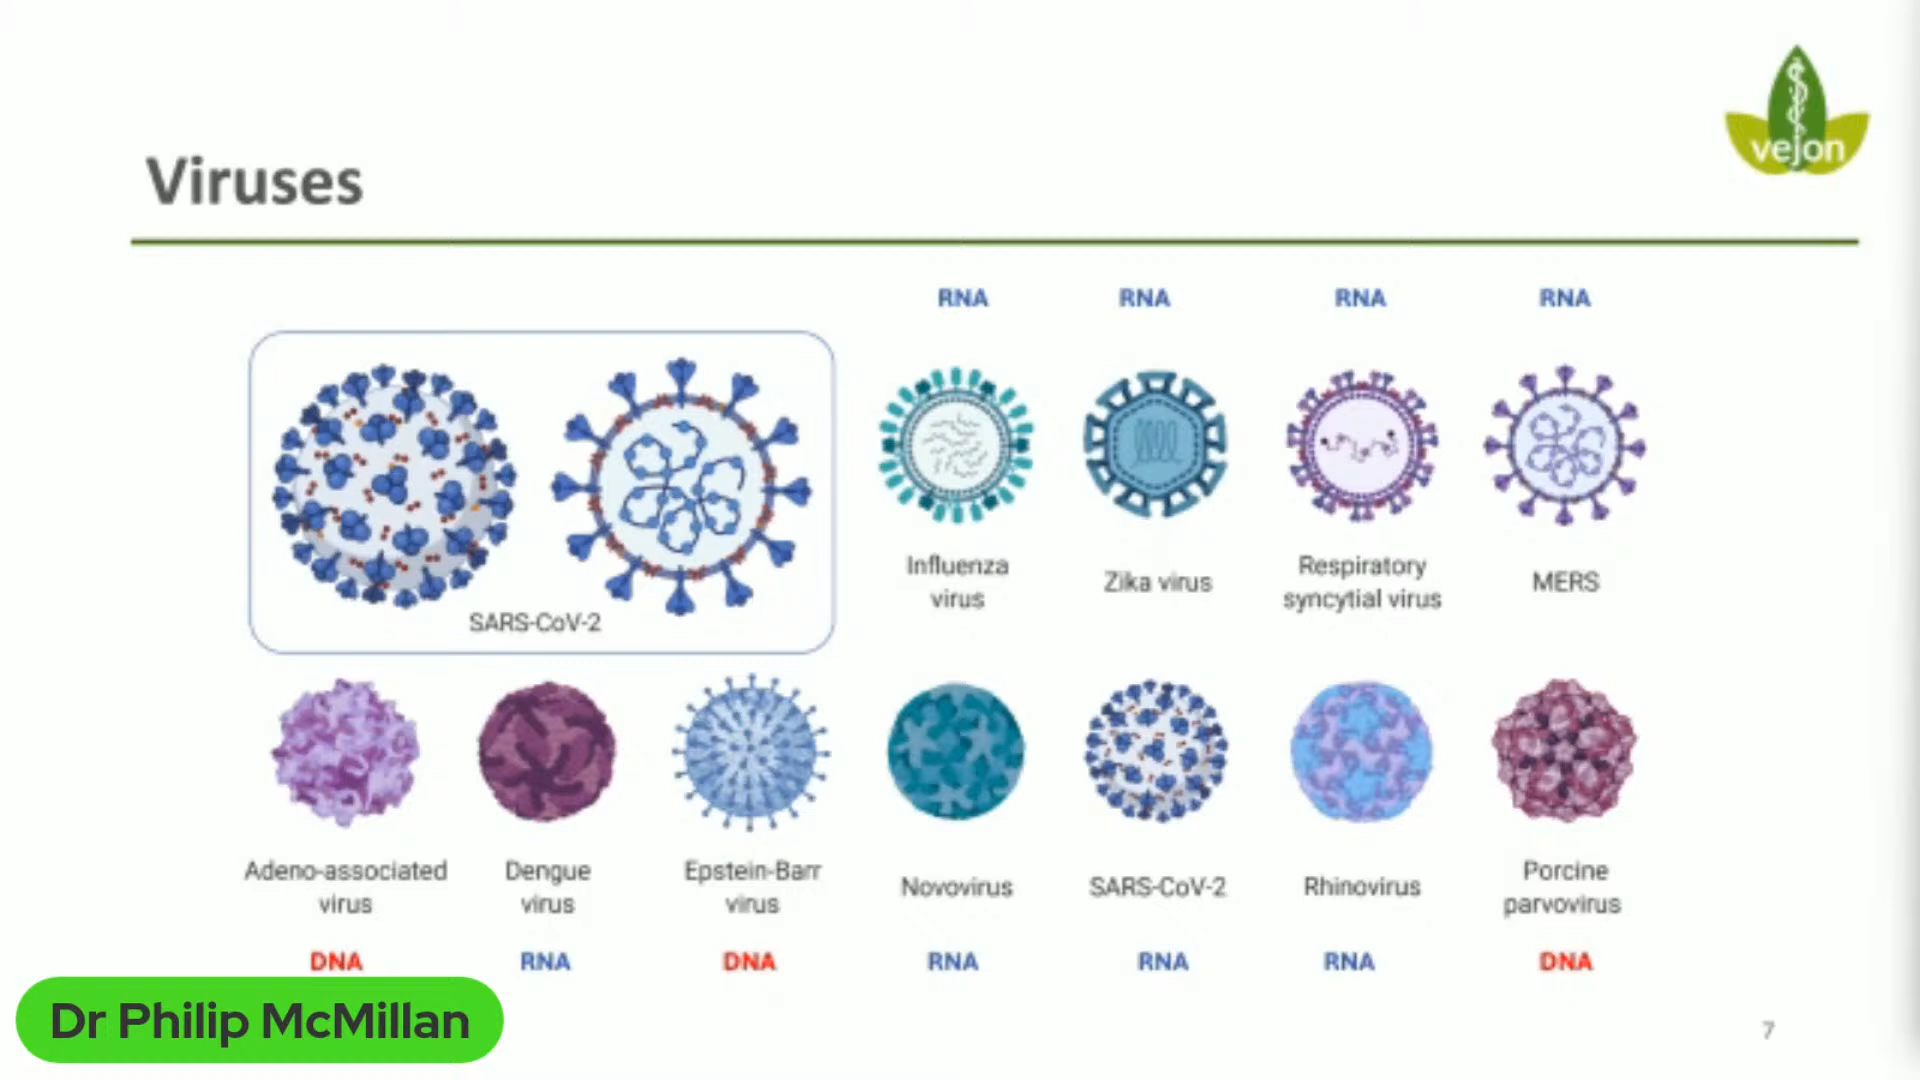 vejon
Viruses
RNA RNA RNA RNA
SARS-CoV-2
Influenza
virus
Zika virus
Respiratory
syncytial virus
MERS
Adeno-associated
virus
Dengue
virus
Epstein-Barr
virus
Novovirus
SARS-CoV-2
Rhinovirus
Porcine
parvovirus
DNA RNA DNA RNA RNA RNA DNA
Dr Philip McMillan
7